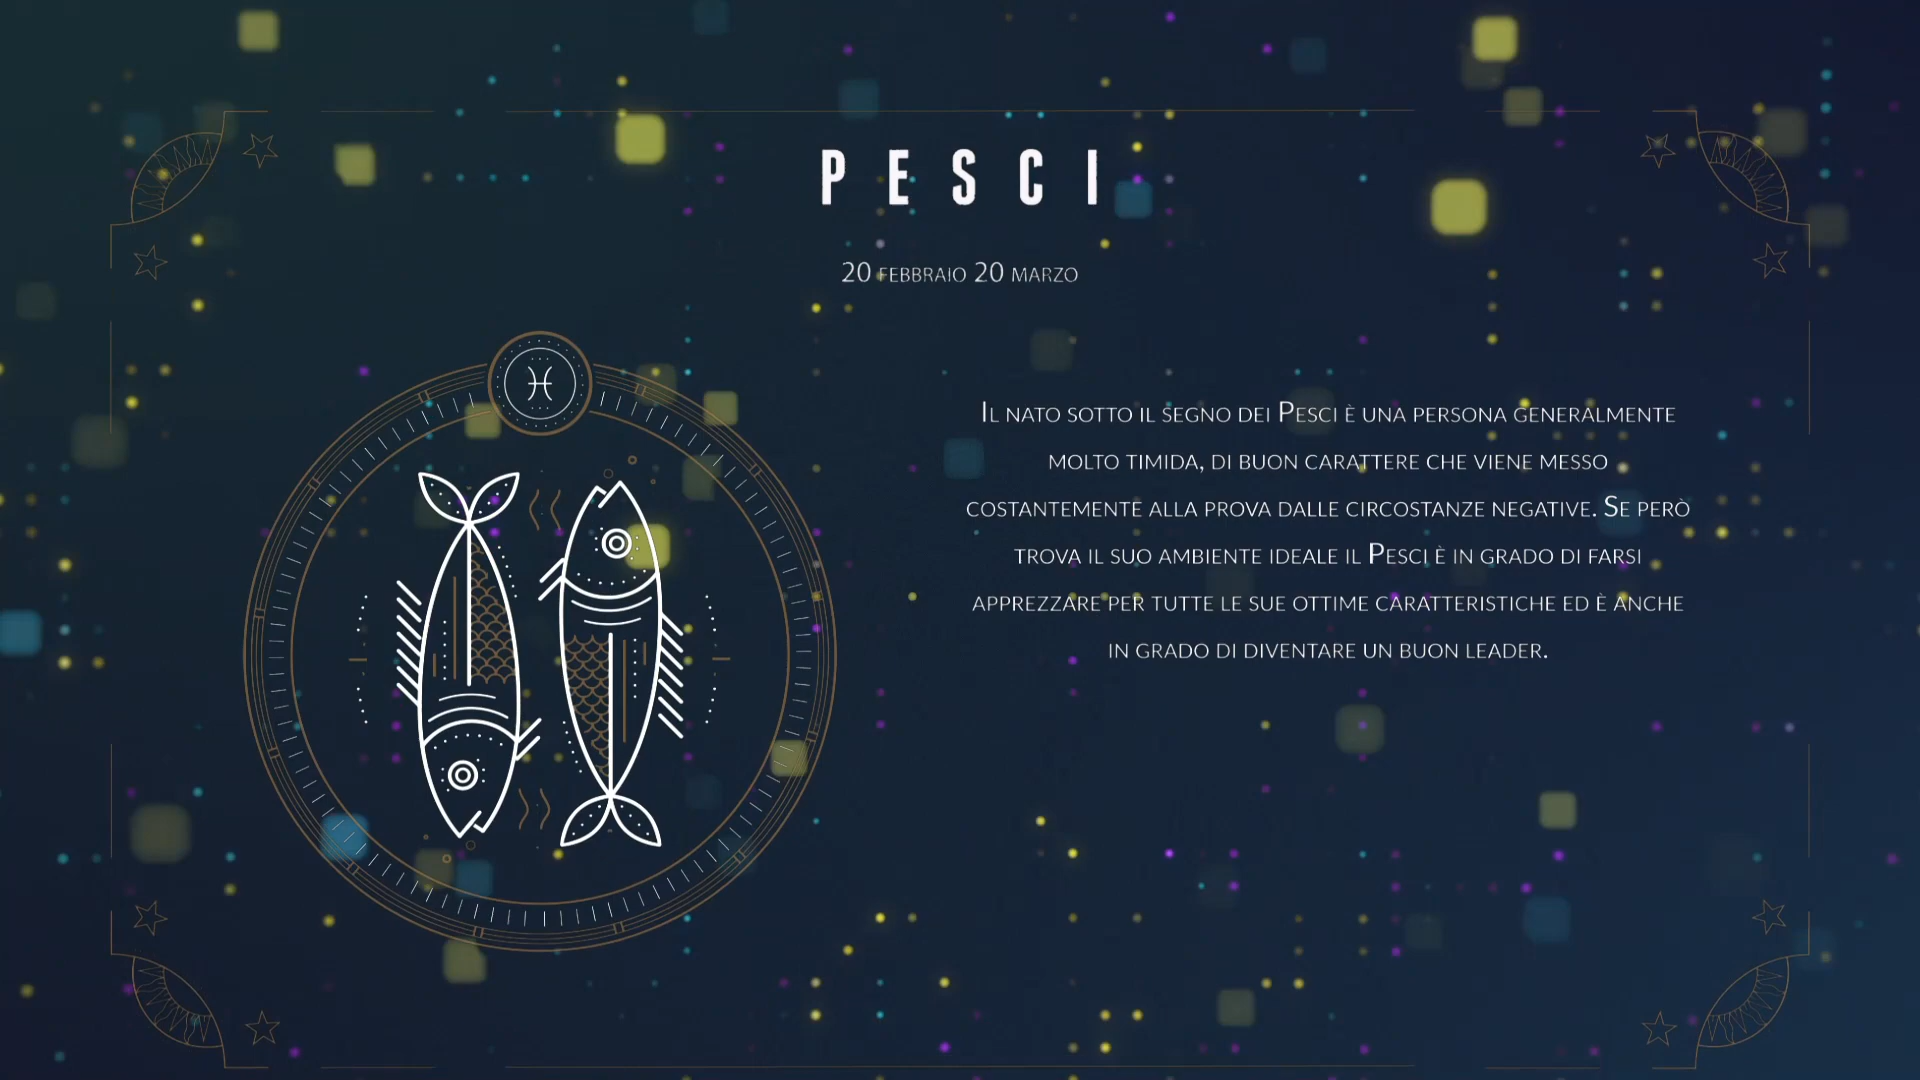 PESCI
20 febbraio 20 marzo
Il nato sotto il segno dei Pesci è una persona generalmente
molto timida, di buon carattere che viene messo
costantemente alla prova dalle circostanze negative. Se però
trova il suo ambiente ideale il Pesci è in grado di farsi
apprezzare per tutte le sue ottime caratteristiche ed è anche
in grado di diventare un buon leader.